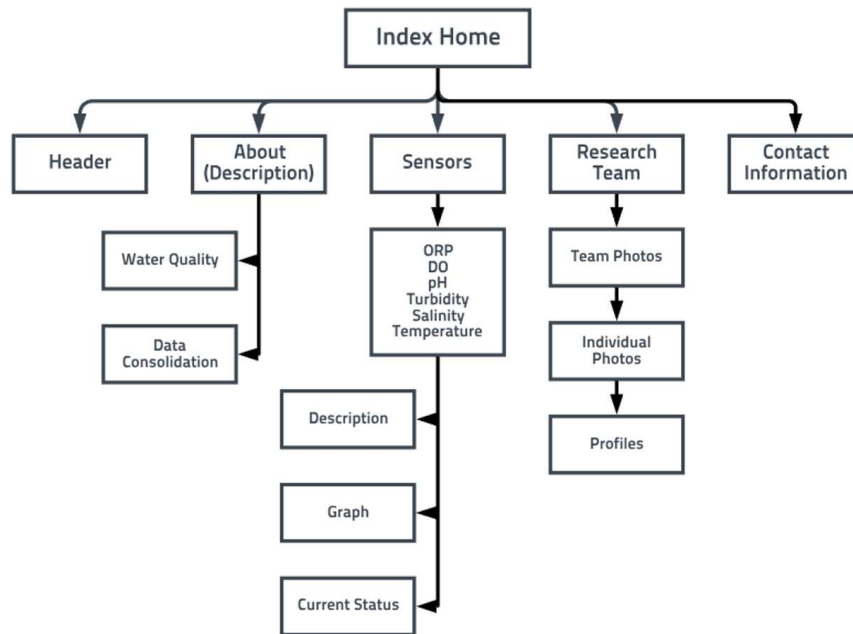 Index Home
Header
About
(Description)
Sensors
Research
Team
Contact
Information
Water Quality
ORP
DO
pH
Turbidity
Salinity
Temperature
Team Photos
Data
Consolidation
Individual
Photos
Description
Profiles
Graph
Current Status